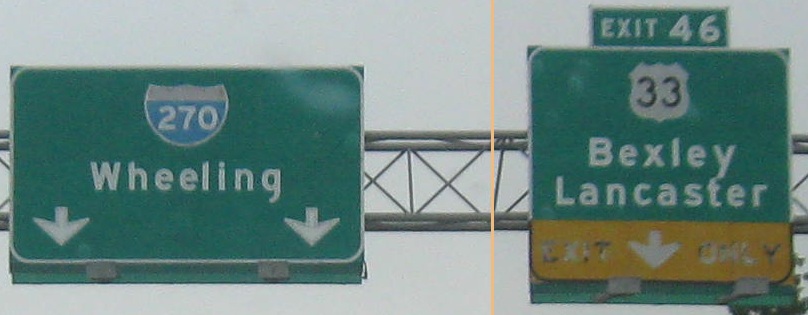 270
Wheeling
EXIT 46
33
Bexley
Lancaster
EXIT ONLY